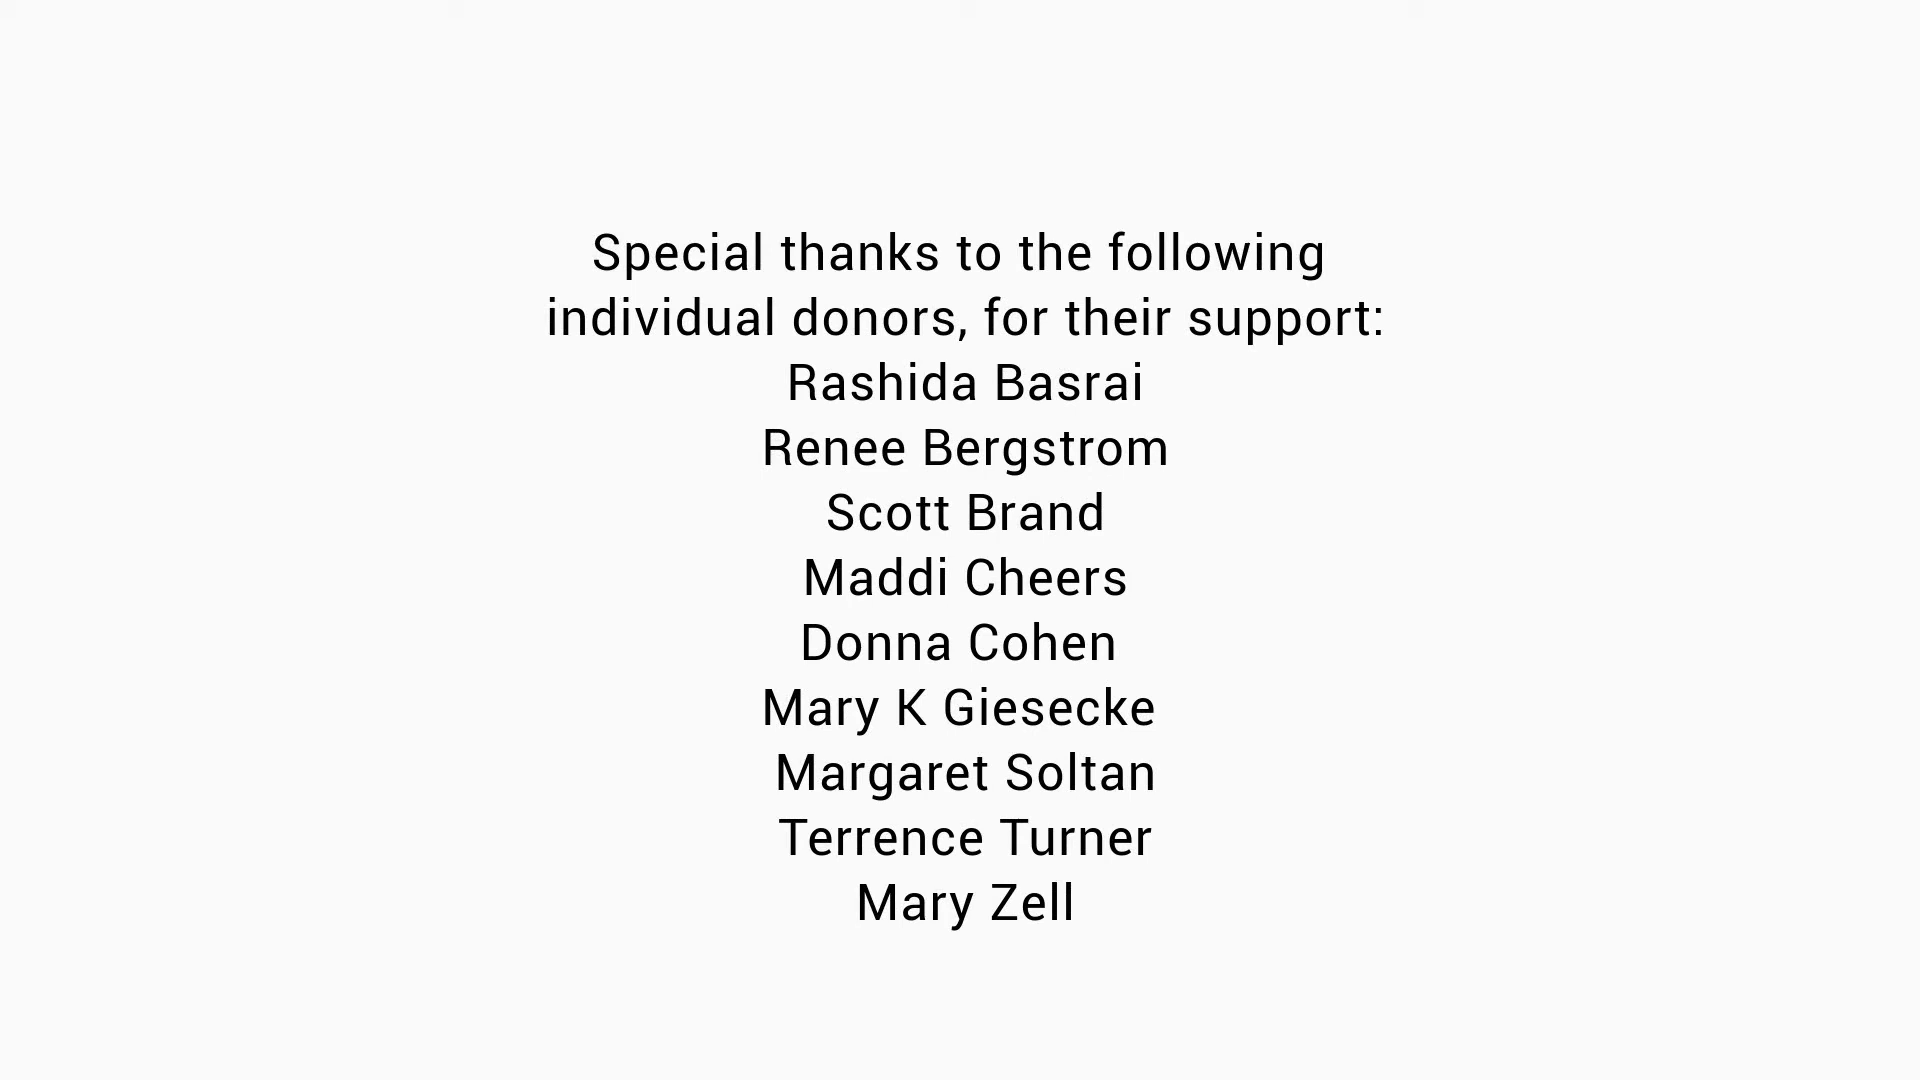 Special thanks to the following
individual donors, for their support:
Rashida Basrai
Renee Bergstrom
Scott Brand
Maddi Cheers
Donna Cohen
Mary K Giesecke
Margaret Soltan
Terrence Turner
Mary Zell